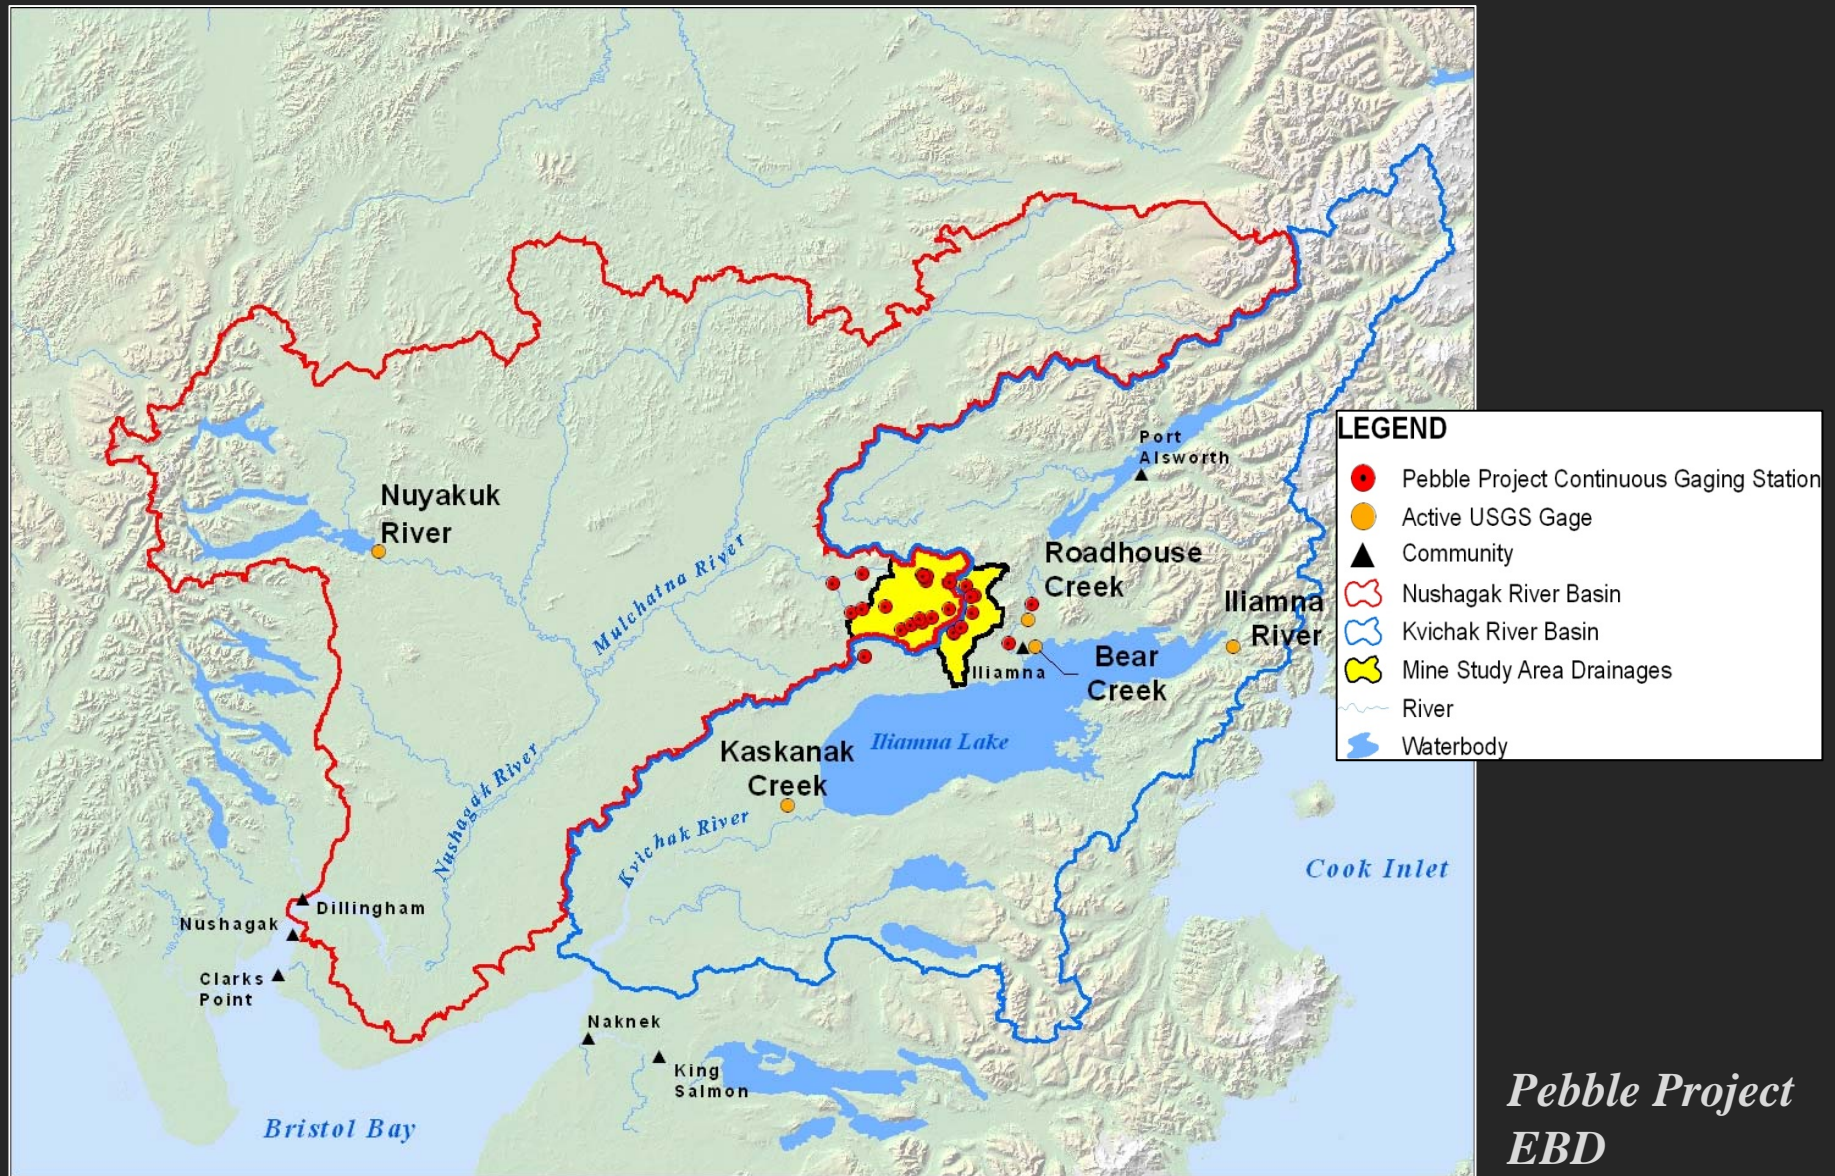 Port
Alsworth
Nuyakuk
River
Mulchatna River
Roadhouse
Creek
Iliamna
River
Bear
Creek
Iliamna
Kaskanak
Creek
Iliamna Lake
Nushagak River
Kvichak River
Cook Inlet
Dillingham
Nushagak
Clarks
Point
Naknek
King
Salmon
Bristol Bay
LEGEND
Pebble Project Continuous Gaging Station
Active USGS Gage
Community
Nushagak River Basin
Kvichak River Basin
Mine Study Area Drainages
River
Waterbody
Pebble Project
EBD